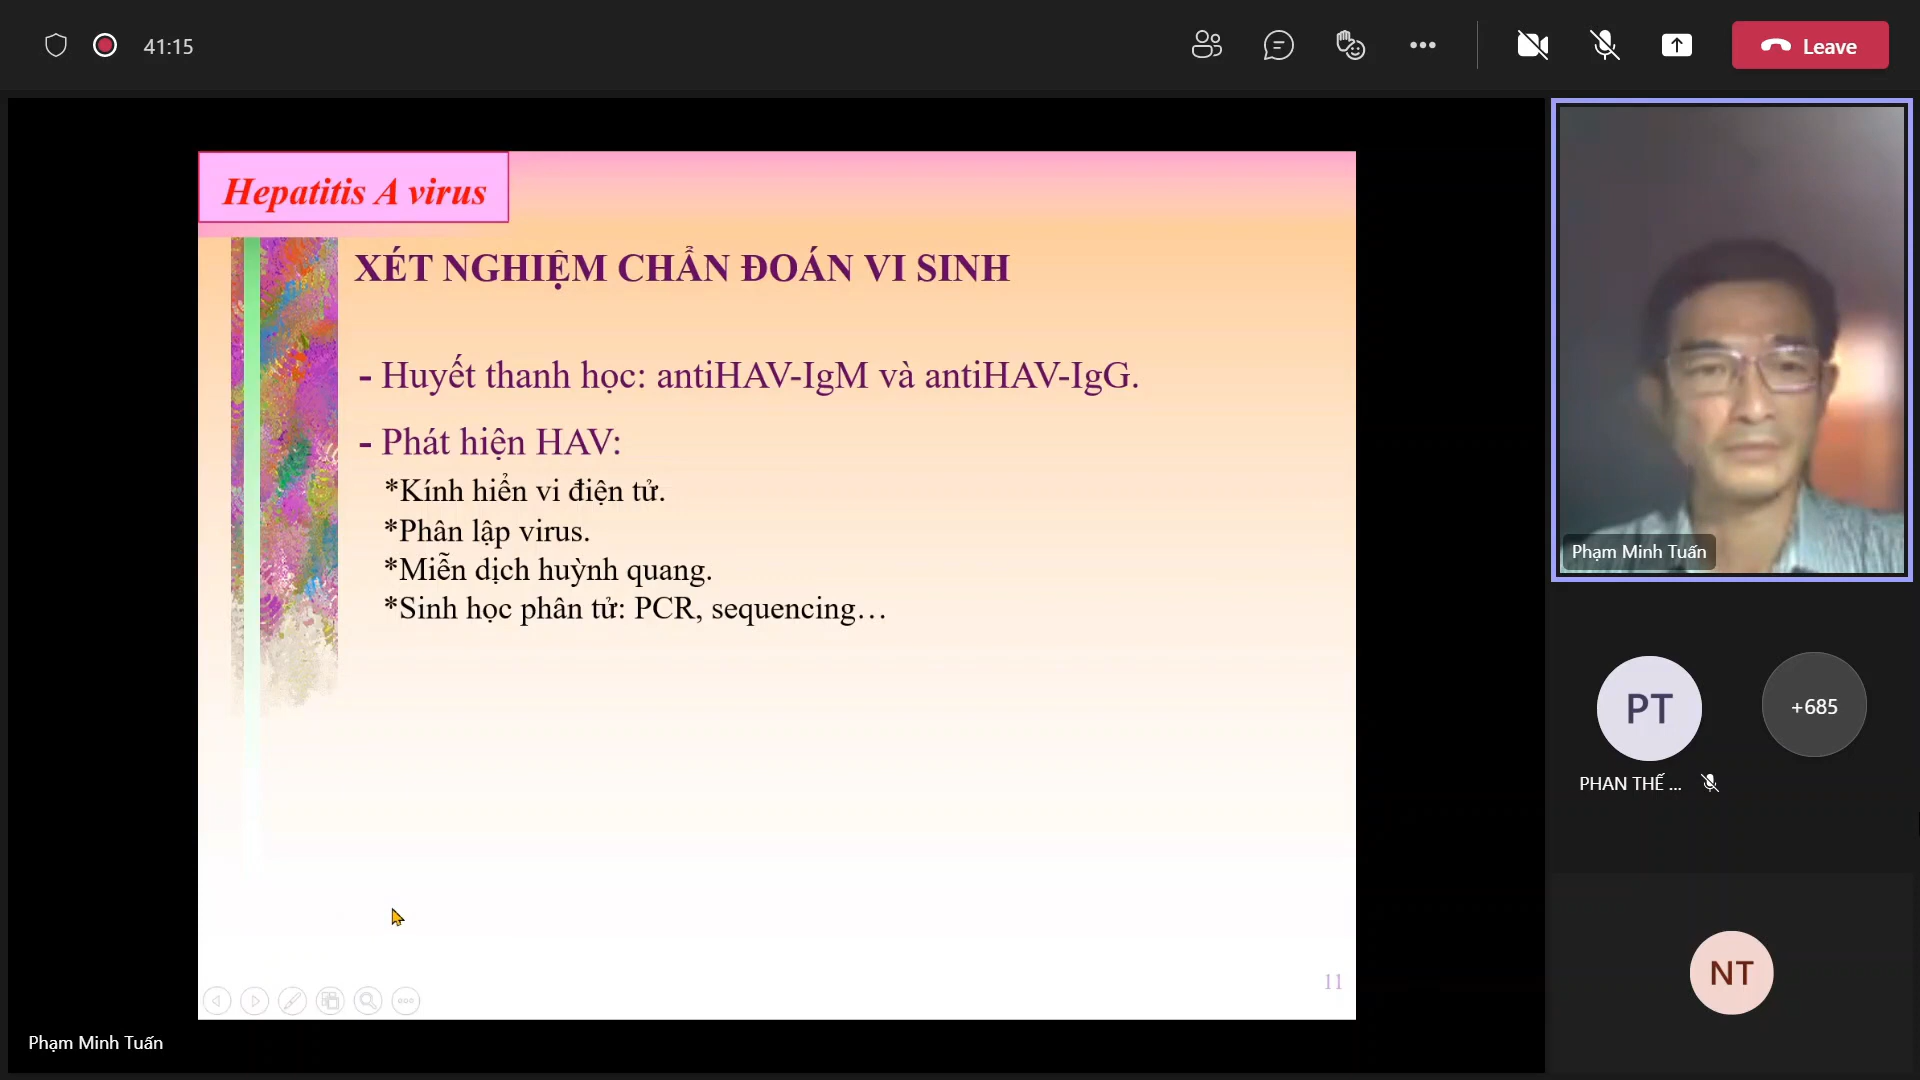 41:15
Leave
Hepatitis A virus
XÉT NGHIỆM CHẨN ĐOÁN VI SINH
- Huyết thanh học: antiHAV-IgM và antiHAV-IgG.
- Phát hiện HAV:
*Kính hiển vi điện tử.
*Phân lập virus.
*Miễn dịch huỳnh quang.
*Sinh học phân tử: PCR, sequencing…
11
Phạm Minh Tuấn
Phạm Minh Tuấn
PT
+685
PHAN THẾ ...
NT